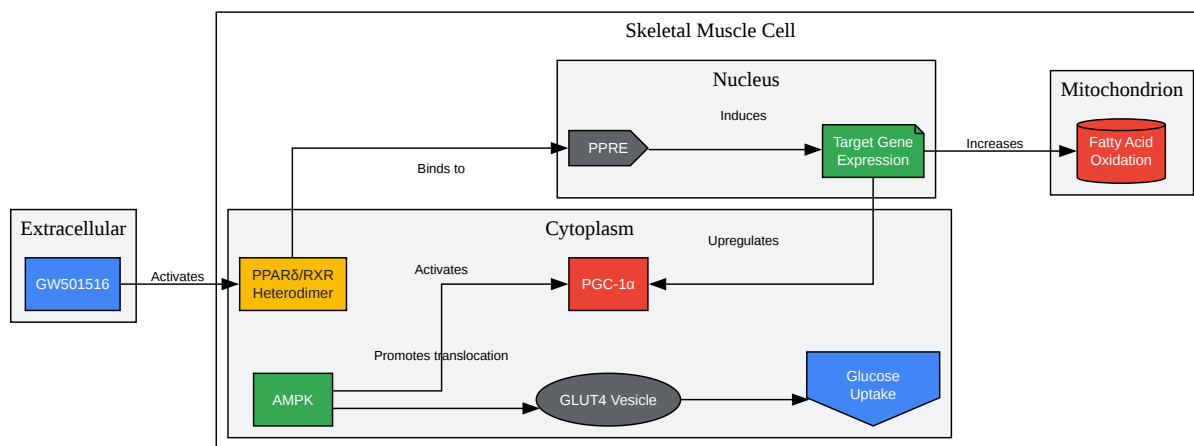 Skeletal Muscle Cell
Nucleus
Mitochondrion
Induces
PPRE
Target Gene
Expression
Increases
Fatty Acid
Oxidation
Binds to
Extracellular
Cytoplasm
GW501516
Activates
PPARδ/RXR
Heterodimer
Activates
PGC-1α
Upregulates
Promotes translocation
AMPK
GLUT4 Vesicle
Glucose
Uptake